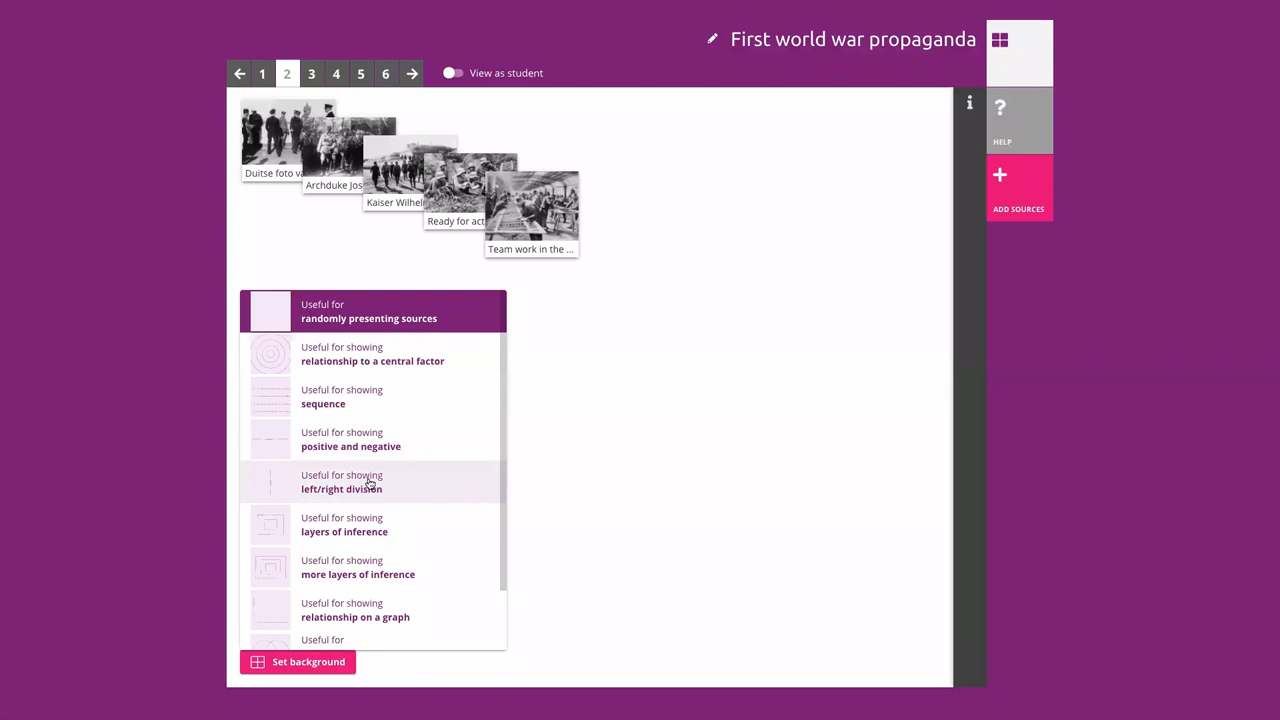 First world war propaganda
1 2 3 4 5 6
View as student
i
?
HELP
ADD SOURCES
Duitse foto va
Archduke Jos
Kaiser Wilhel
Ready for act
Team work in the ...
Useful for
randomly presenting sources
Useful for showing
relationship to a central factor
Useful for showing
sequence
Useful for showing
positive and negative
Useful for showing
left/right division
Useful for showing
layers of inference
Useful for showing
more layers of inference
Useful for showing
relationship on a graph
Useful for
Set background